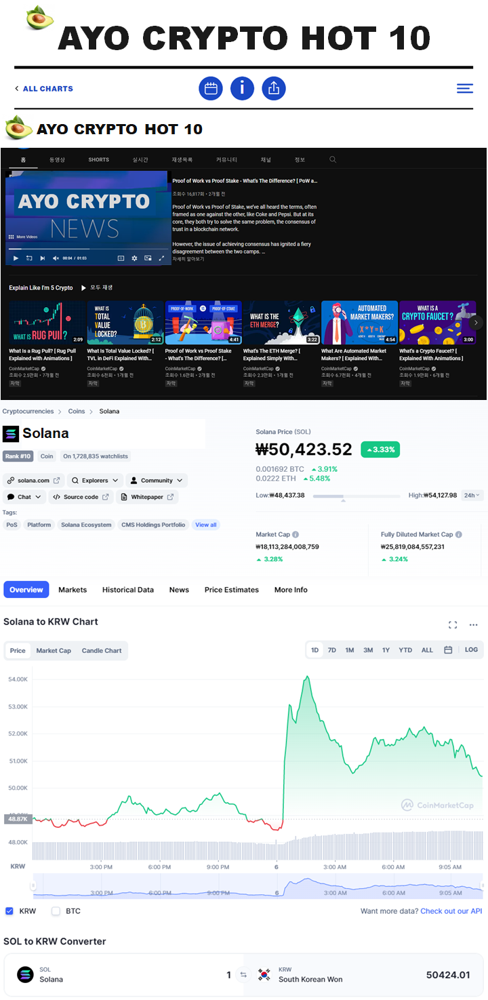 AYO CRYPTO HOT 10
ALL CHARTS
AYO CRYPTO HOT 10
홈 동영상 SHORTS 실시간 재생목록 커뮤니티 채널 정보
AYO CRYPTO
NEWS
More Videos
00:04 / 01:03
Proof of Work vs Proof Stake - What's The Difference? [ PoW a...
조회수 16,817회 • 2개월 전
Proof of Work vs Proof of Stake, we've all heard the terms, often
framed as one against the other, like Coke and Pepsi. But at its
core, they both try to solve the same problem, the consensus of
trust in a blockchain network.
However, the issue of achieving consensus has ignited a fiery
disagreement between the two camps. ...
자세히 알아보기
Explain Like I'm 5 Crypto ▶ 모두 재생
WHAT IS RUG PULL?
2:09
What Is a Rug Pull? [ Rug Pull
Explained with Animations ]
CoinMarketCap
조회수 2.5만회 • 7개월 전
자막
WHAT IS
TOTAL
VALUE
LOCKED?
2:12
What Is Total Value Locked? [
TVL in DeFi Explained With...
CoinMarketCap
조회수 6천회 • 1개월 전
자막
PROOF-OF-WORK
PROOF-OF-STAKE
4:41
Proof of Work vs Proof Stake
- What's The Difference? [...
CoinMarketCap
조회수 1.6만회 • 2개월 전
자막
WHAT IS THE
ETH MERGE?
3:22
What's The ETH Merge? [
Explained Simply With...
CoinMarketCap
조회수 2.3만회 • 1개월 전
자막
AUTOMATED
MARKET MAKERS?
X*Y=K
4:54
What Are Automated Market
Makers? [ Explained With...
CoinMarketCap
조회수 6.7천회 • 4개월 전
자막
WHAT IS A
CRYPTO FAUCET?
3:00
What's a Crypto Faucet? [
Explained With Animations ]
CoinMarketCap
조회수 1.9만회 • 6개월 전
자막
Cryptocurrencies > Coins > Solana
Solana
Rank #10 Coin On 1,728,835 watchlists
solana.com Explorers Community
Chat Source code Whitepaper
Tags:
PoS Platform Solana Ecosystem CMS Holdings Portfolio View all
Solana Price (SOL)
₩50,423.52 3.33%
0.001692 BTC 3.91%
0.0222 ETH 5.48%
Low:₩48,437.38 High:₩54,127.98 24h
Market Cap
₩18,113,284,008,759
3.28%
Fully Diluted Market Cap
₩25,819,084,557,231
3.24%
Overview Markets Historical Data News Price Estimates More Info
Solana to KRW Chart
Price Market Cap Candle Chart
1D 7D 1M 3M 1Y YTD ALL LOG
54.00K
53.00K
52.00K
51.00K
50.00K
48.87K
48.00K
CoinMarketCap
KRW 3:00 PM 6:00 PM 9:00 PM 6 3:00 AM 6:00 AM 9:05 AM
3:00 PM 6:00 PM 9:00 PM 6 3:00 AM 6:00 AM 9:05 AM
KRW BTC
Want more data? Check out our API
SOL to KRW Converter
SOL
Solana
1
KRW
South Korean Won
50424.01